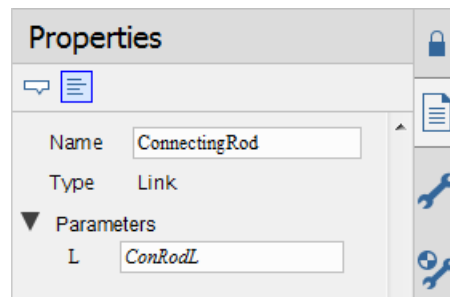 Properties
Name ConnectingRod
Type Link
Parameters
L ConRodL